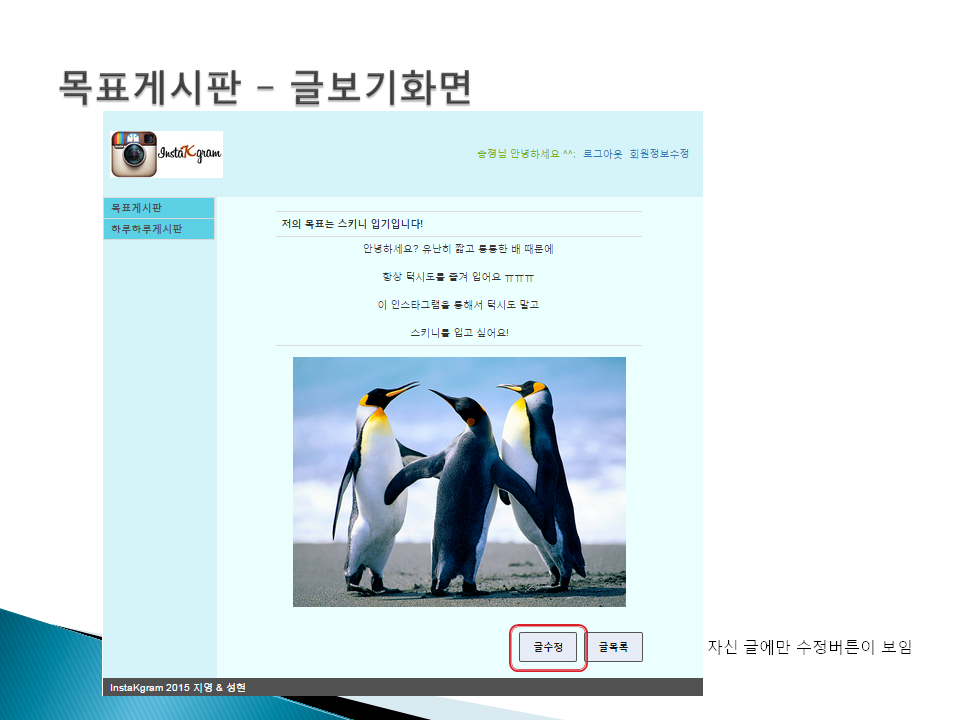 목표게시판 - 글보기화면
InstaKgram
송쟁님 안녕하세요 ^^: 로그아웃 회원정보수정
목표게시판
하루하루게시판
저의 목표는 스키니 입기입니다!
안녕하세요? 유난히 짧고 통통한 배 때문에
항상 턱시도를 즐겨 입어요 ㅠㅠㅠ
이 인스타그램을 통해서 턱시도 말고
스키니를 입고 싶어요!
글수정 글목록
자신 글에만 수정버튼이 보임
InstaKgram 2015 지영 & 성현